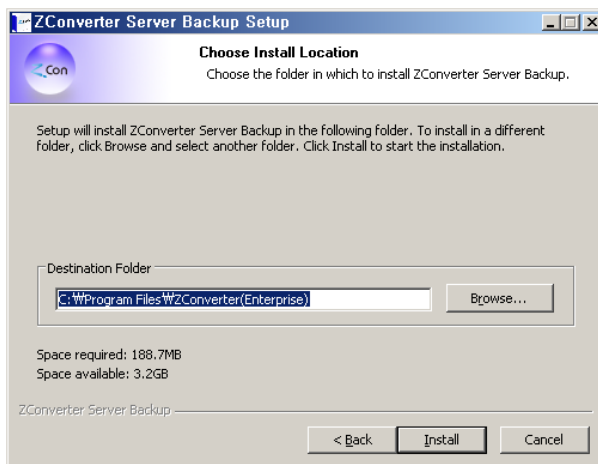 ZConverter Server Backup Setup
Choose Install Location
Choose the folder in which to install ZConverter Server Backup.
Z.Con
Setup will install ZConverter Server Backup in the following folder. To install in a different
folder, click Browse and select another folder. Click Install to start the installation.
Destination Folder
C:₩Program Files₩ZConverter(Enterprise)
Browse...
Space required: 188.7MB
Space available: 3.2GB
ZConverter Server Backup
< Back
Install
Cancel